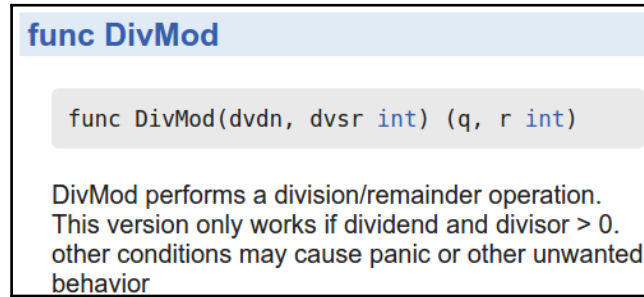 func DivMod
func DivMod(dvdn, dvsr int) (q, r int)
DivMod performs a division/remainder operation.
This version only works if dividend and divisor > 0.
other conditions may cause panic or other unwanted
behavior